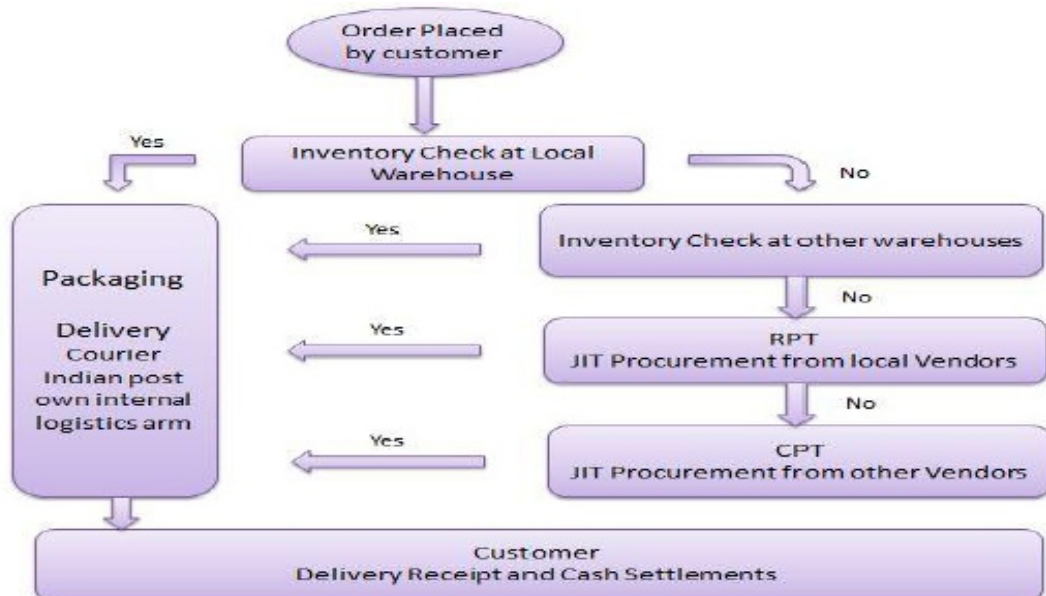 Order Placed
by customer
Yes
Inventory Check at Local
Warehouse
No
Packaging
Delivery
Courier
Indian post
own internal
logistics arm
Yes
Inventory Check at other warehouses
No
Yes
RPT
JIT Procurement from local Vendors
No
Yes
CPT
JIT Procurement from other Vendors
Customer
Delivery Receipt and Cash Settlements